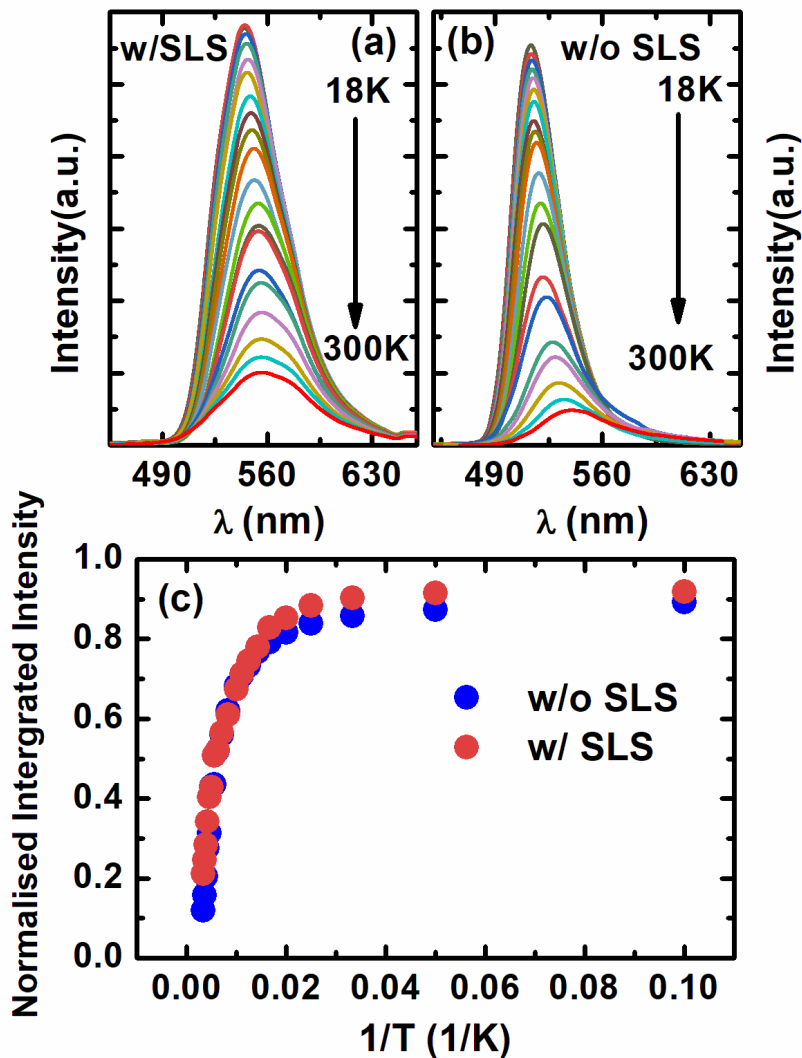 w/SLS (a)
18K
300K
Intensity(a.u.)
490 560 630
λ (nm)
(b) w/o SLS
18K
300K
Intensity(a.u.)
490 560 630
λ (nm)
(c)
Normalised Intergrated Intensity
1.0
0.8
0.6
0.4
0.2
0.0
w/o SLS
w/ SLS
0.00 0.02 0.04 0.06 0.08 0.10
1/T (1/K)